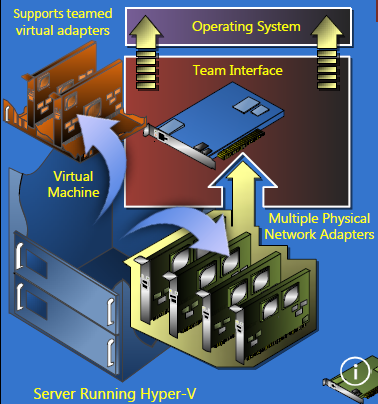 Supports teamed
virtual adapters
Operating System
Team Interface
Virtual
Machine
Multiple Physical
Network Adapters
Server Running Hyper-V